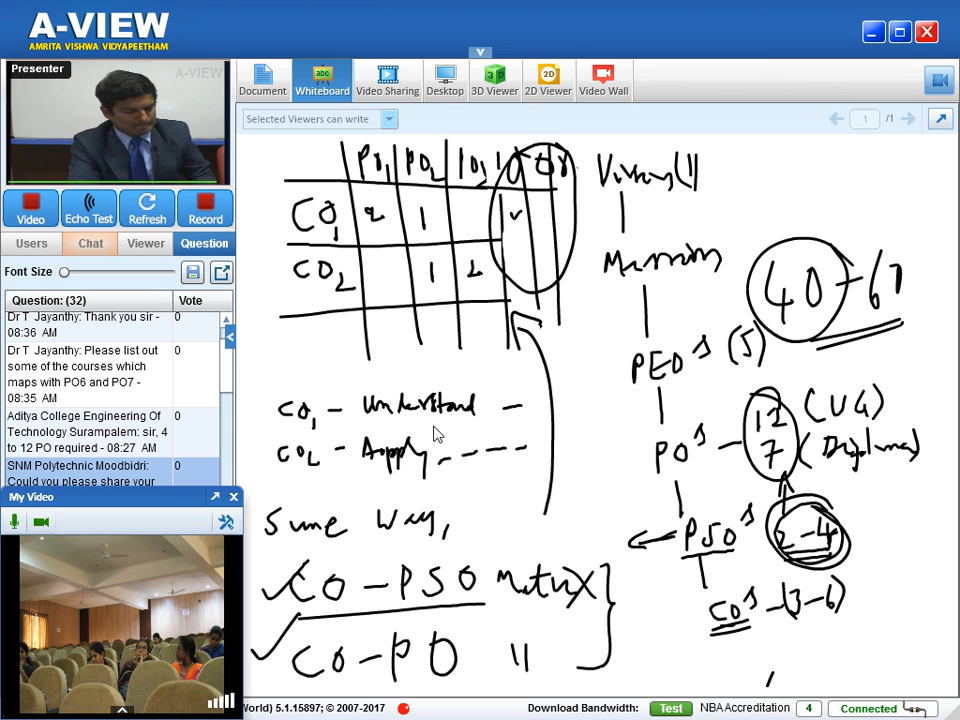 A-VIEW
AMRITA VISHWA VIDYAPEETHAM
Presenter
A-VIEW
Document Whiteboard Video Sharing Desktop 3D Viewer 2D Viewer Video Wall
Selected Viewers can write
1 /1
Video Echo Test Refresh Record
Users Chat Viewer Question
Font Size
Question: (32) Vote
Dr T Jayanthy: Thank you sir - 0
08:36 AM
Dr T Jayanthy: Please list out 0
some of the courses which
maps with PO6 and PO7 -
08:35 AM
Aditya College Engineering Of 0
Technology Surampalem: sir, 4
to 12 PO required - 08:27 AM
SNM Polytechnic Moodbidri: 0
Could you please share your
My Video
PO1 PO2
CO1 2 1
CO2 1 2
CO1 - Understand -
CO2 - Apply - - - -
Same Way,
CO-PSO Matrix
CO-PO "
Mission
40-60
PEOs (5)
POs - 12 (UG)
7 (Diploma)
PSOs 2-4
COs -(3-6)
World) 5.1.15897; © 2007-2017
Download Bandwidth: Test NBA Accreditation 4 Connected